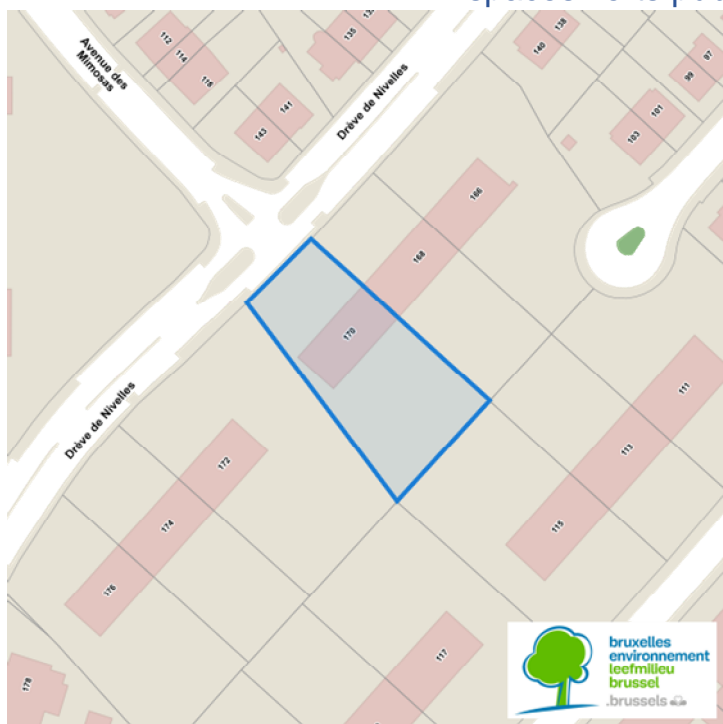 138
112
114
116
135
140
87
99
Avenue des
Mimosas
141
143
Drève de Nivelles
101
103
166
168
170
111
113
115
Drève de Nivelles
172
174
176
117
178
bruxelles
environnement
leefmilieu
brussel
.brussels